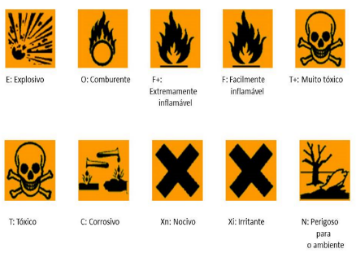 E: Explosivo
O: Comburente
F+:
Extremamente
inflamável
F: Facilmente
inflamável
T+: Muito tóxico
T: Tóxico
C: Corrosivo
Xn: Nocivo
Xi: Irritante
N: Perigoso
para
o ambiente